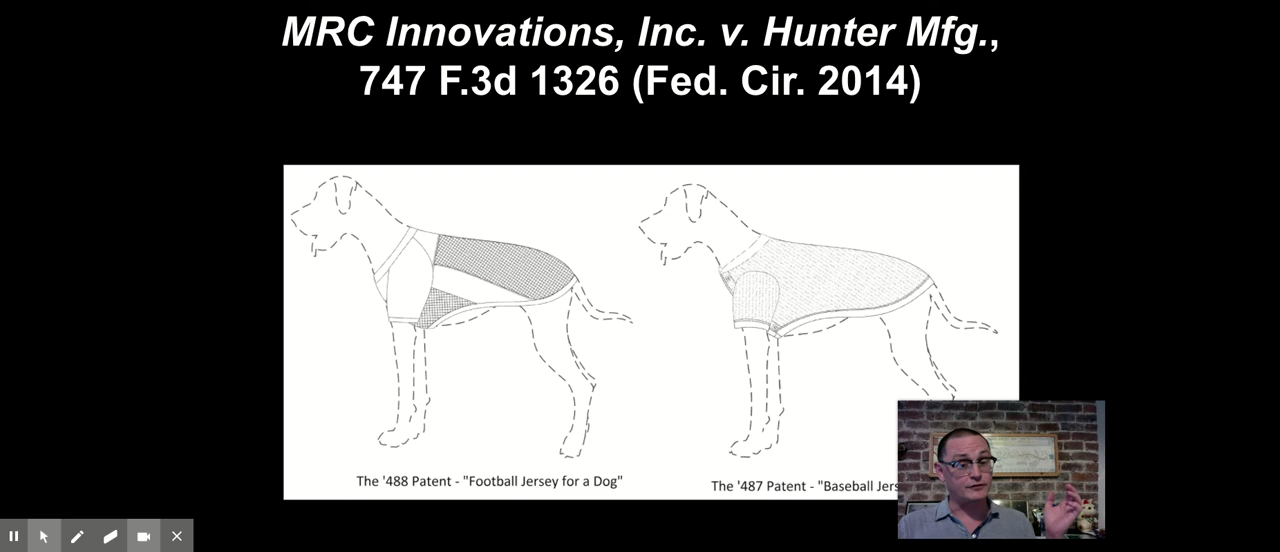 MRC Innovations, Inc. v. Hunter Mfg.,
747 F.3d 1326 (Fed. Cir. 2014)
The '488 Patent - "Football Jersey for a Dog"
The '487 Patent - "Baseball Jers